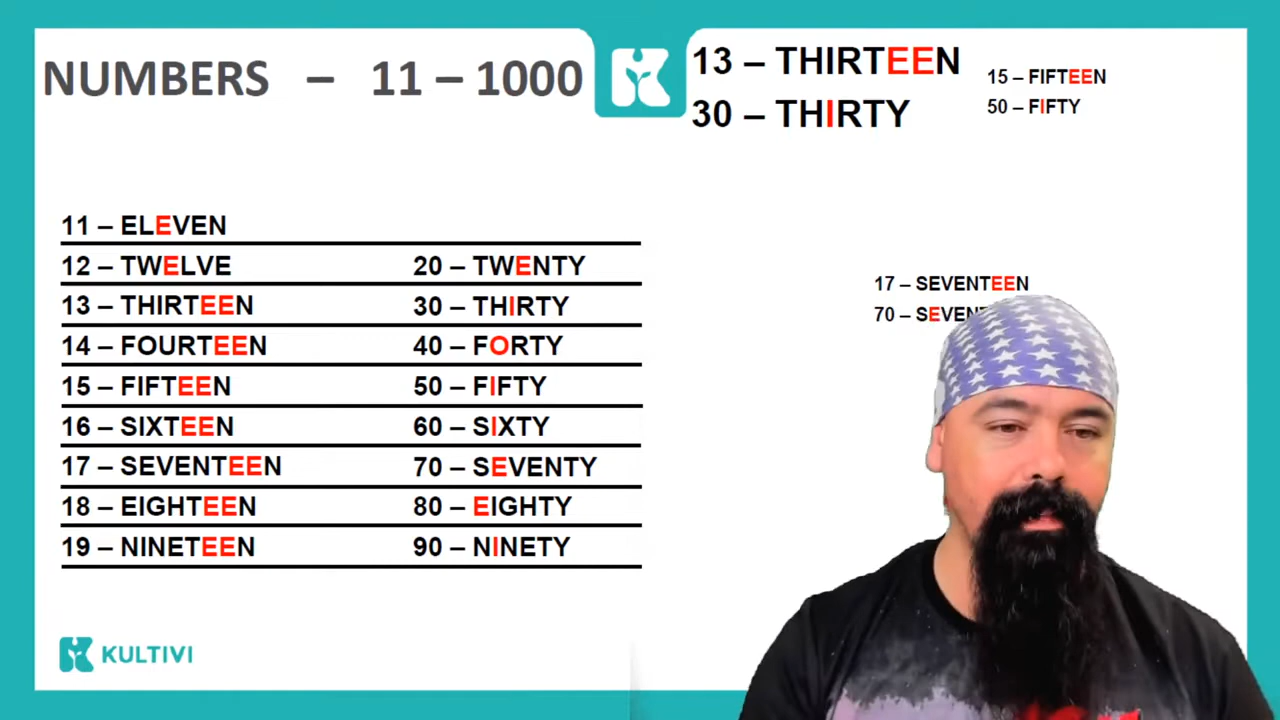 NUMBERS – 11 – 1000
13 – THIRTEEN
30 – THIRTY
15 – FIFTEEN
50 – FIFTY
11 – ELEVEN
12 – TWELVE
20 – TWENTY
13 – THIRTEEN
30 – THIRTY
14 – FOURTEEN
40 – FORTY
15 – FIFTEEN
50 – FIFTY
16 – SIXTEEN
60 – SIXTY
17 – SEVENTEEN
70 – SEVENTY
18 – EIGHTEEN
80 – EIGHTY
19 – NINETEEN
90 – NINETY
17 – SEVENTEEN
70 –
KULTIVI